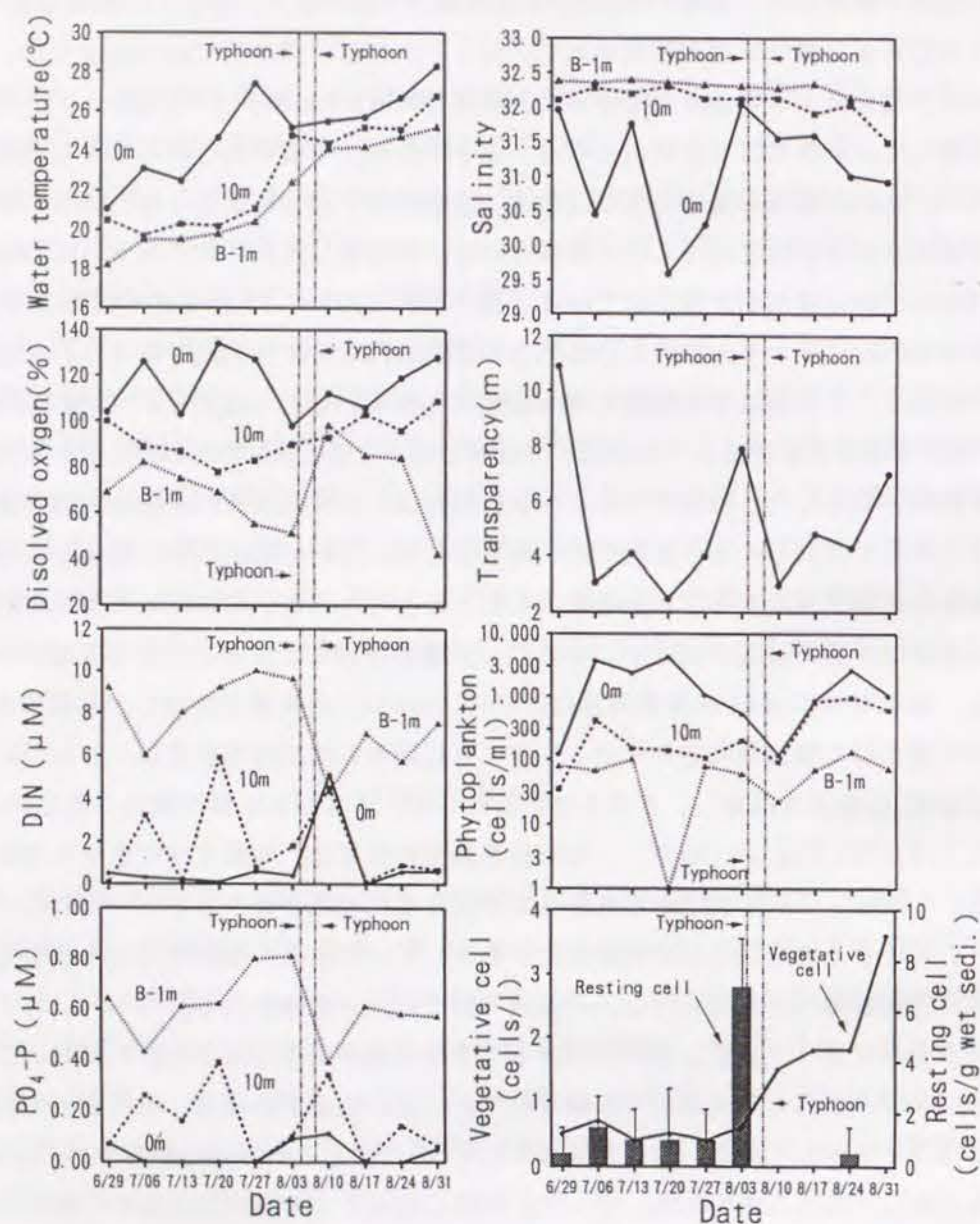 Water temperature(℃)
30
28
26
24
22
20
18
16
Typhoon
Typhoon
0m
10m
B-1m
Salinity
33.0
32.5
32.0
31.5
31.0
30.5
30.0
29.5
29.0
B-1m
Typhoon
Typhoon
10m
0m
Disolved oxygen(%)
140
120
100
80
60
40
20
0m
Typhoon
10m
B-1m
Typhoon
Transparency(m)
12
10
8
6
4
2
Typhoon
Typhoon
DIN (μM)
12
10
8
6
4
2
0
Typhoon
Typhoon
B-1m
10m
0m
Phytoplankton
(cells/ml)
10,000
3,000
1,000
300
100
30
10
3
1
Typhoon
0m
10m
B-1m
Typhoon
PO4-P (μM)
1.00
0.80
0.60
0.40
0.20
0.00
Typhoon
Typhoon
B-1m
10m
0m
6/29 7/06 7/13 7/20 7/27 8/03 8/10 8/17 8/24 8/31
Date
Vegetative cell
(cells/l)
4
3
2
1
0
Typhoon
Vegetative
cell
Resting cell
Typhoon
10
8
6
4
2
0
Resting cell
(cells/g wet sedi.)
6/29 7/06 7/13 7/20 7/27 8/03 8/10 8/17 8/24 8/31
Date